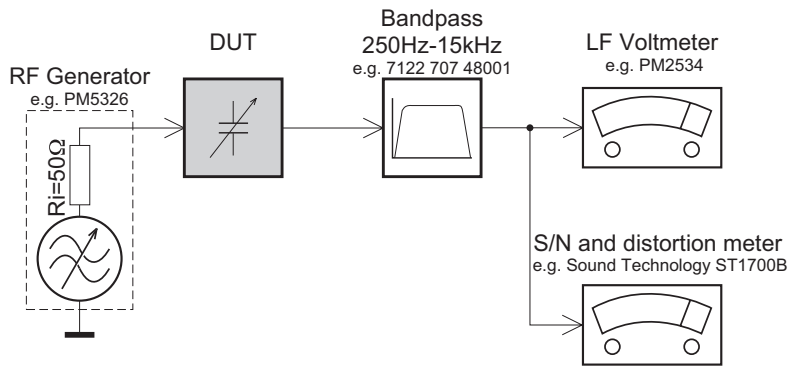 RF Generator
e.g. PM5326
Ri=50Ω
DUT
Bandpass
250Hz-15kHz
e.g. 7122 707 48001
LF Voltmeter
e.g. PM2534
S/N and distortion meter
e.g. Sound Technology ST1700B